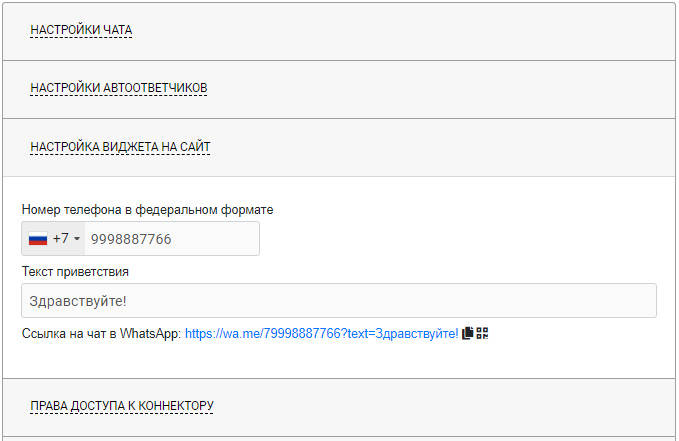 НАСТРОЙКИ ЧАТА
НАСТРОЙКИ АВТООТВЕТЧИКОВ
НАСТРОЙКА ВИДЖЕТА НА САЙТ
Номер телефона в федеральном формате
+7 9998887766
Текст приветствия
Здравствуйте!
Ссылка на чат в WhatsApp: https://wa.me/79998887766?text=Здравствуйте!
ПРАВА ДОСТУПА К КОННЕКТОРУ